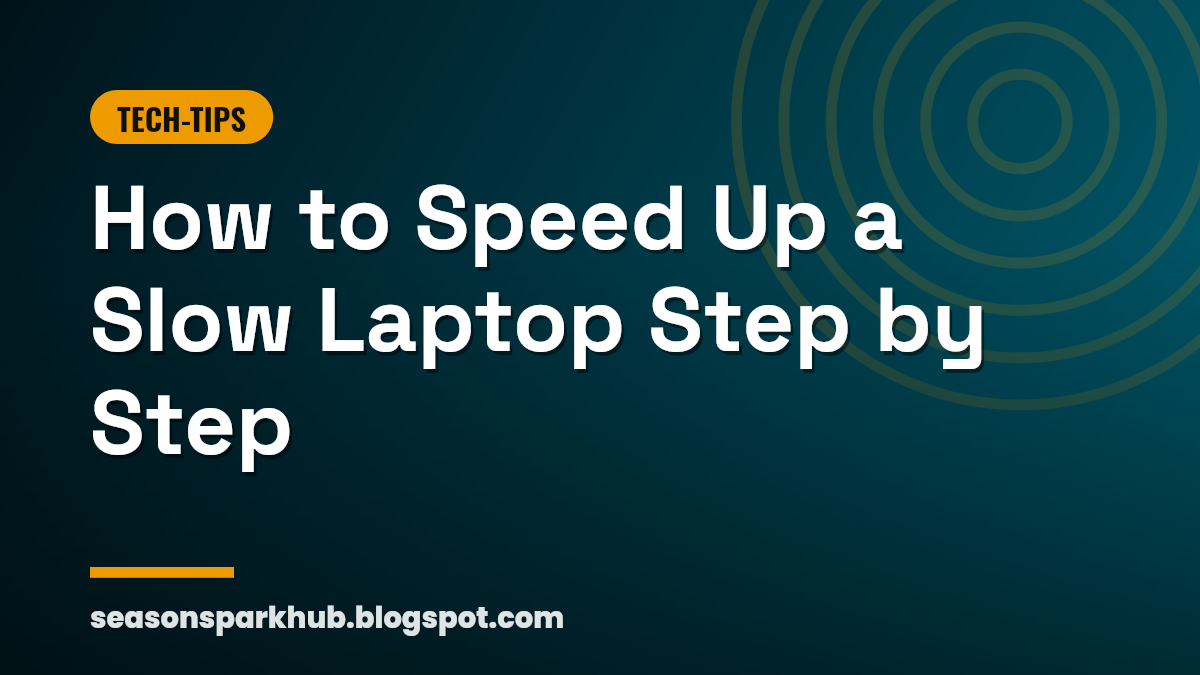 TECH-TIPS
How to Speed Up a
Slow Laptop Step by
Step
seasonsparkhub.blogspot.com